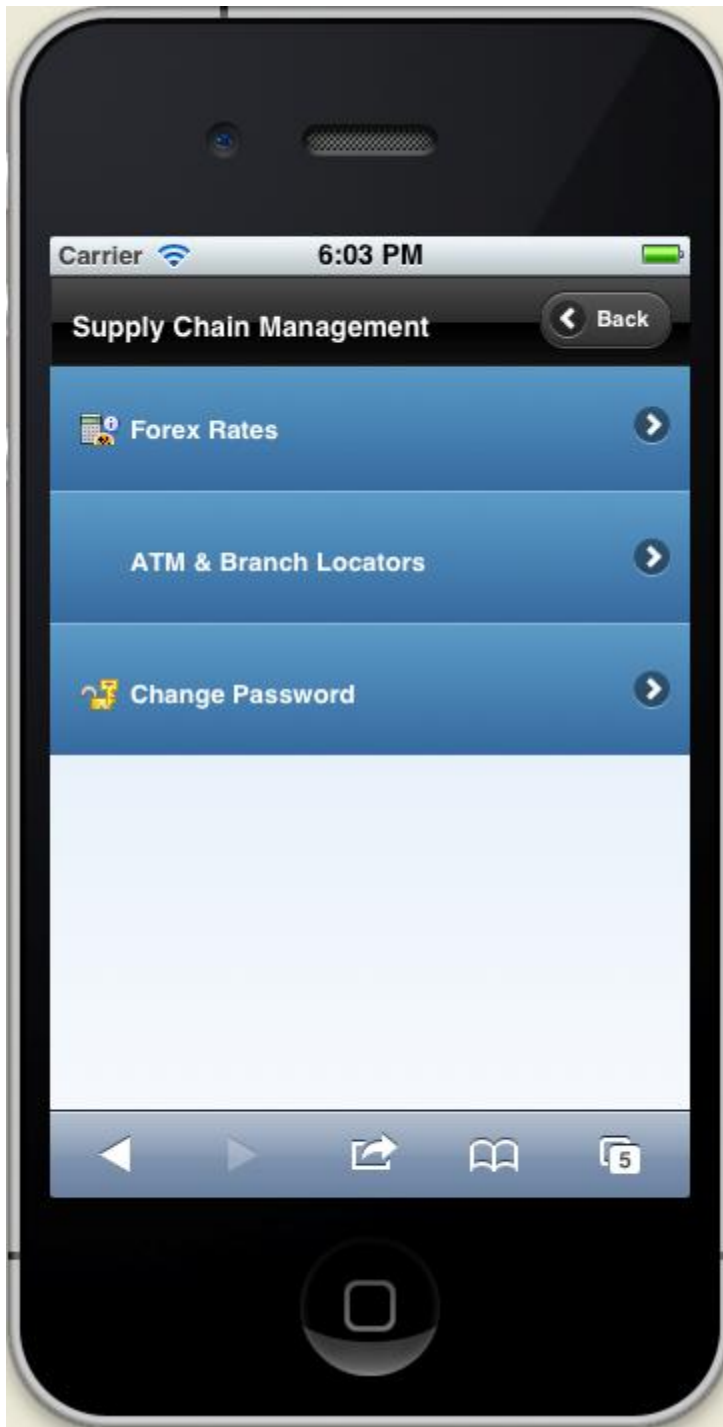 Carrier 6:03 PM
Supply Chain Management Back
Forex Rates
ATM & Branch Locators
Change Password
5